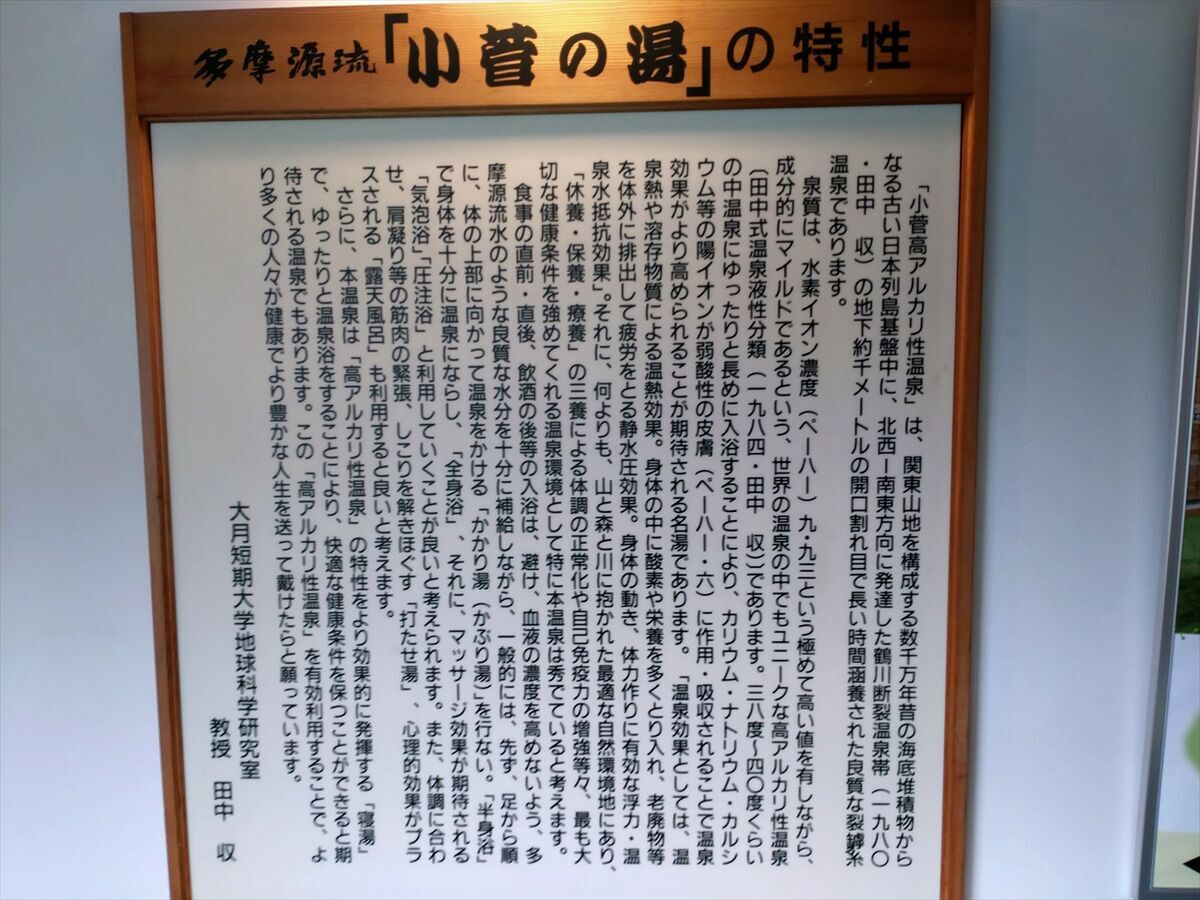 多摩源流「小菅の湯」の特性
「小菅高アルカリ性温泉」は、関東山地を構成する数千万年昔の海底堆積物から
なる古い日本列島基盤中に、北西ー南東方向に発達した鶴川断裂温泉帯（一九八〇
・田中　収）の地下約千メートルの開口割れ目で長い時間涵養された良質な裂罅系
温泉であります。
泉質は、水素イオン濃度（ペーハー）九・九三という極めて高い値を有しながら、
成分的にマイルドであるという、世界の温泉の中でもユニークな高アルカリ性温泉
（田中式温泉液性分類（一九八四・田中　収））であります。三八度〜四〇度くらい
の中温泉にゆったりと長めに入浴することにより、カリウム・ナトリウム・カルシ
ウム等の陽イオンが弱酸性の皮膚（ペーハー・六）に作用・吸収されることで温泉
効果がより高められることが期待される名湯であります。「温泉効果としては、温
泉熱や溶存物質による温熱効果。身体の中に酸素や栄養を多くとり入れ、老廃物等
を体外に排出して疲労をとる静水圧効果。身体の動き、体力作りに有効な浮力・温
泉水抵抗効果」。それに、何よりも、山と森と川に抱かれた最適な自然環境地にあり、
「休養・保養・療養」の三養による体調の正常化や自己免疫力の増強等々、最も大
切な健康条件を強めてくれる温泉環境として特に本温泉は秀でていると考えます。
食事の直前・直後、飲酒の後等の入浴は、避け、血液の濃度を高めないよう、多
摩源流水のような良質な水分を十分に補給しながら、一般的には、先ず、足から順
に、体の上部に向かって温泉をかける「かかり湯（かぶり湯）」を行ない。「半身浴」
で身体を十分に温泉にならし、「全身浴」、それに、マッサージ効果が期待される
「気泡浴」「圧注浴」と利用していくことが良いと考えられます。また、体調に合わ
せ、肩凝り等の筋肉の緊張、しこりを解きほぐす「打たせ湯」、心理的効果がプラ
スされる「露天風呂」も利用すると良いと考えます。
さらに、本温泉は「高アルカリ性温泉」の特性をより効果的に発揮する「寝湯」
で、ゆったりと温泉浴をすることにより、快適な健康条件を保つことができると期
待される温泉でもあります。この「高アルカリ性温泉」を有効利用することで、よ
り多くの人々が健康でより豊かな人生を送って戴けたらと願っています。
大月短期大学地球科学研究室
教授　田中　収